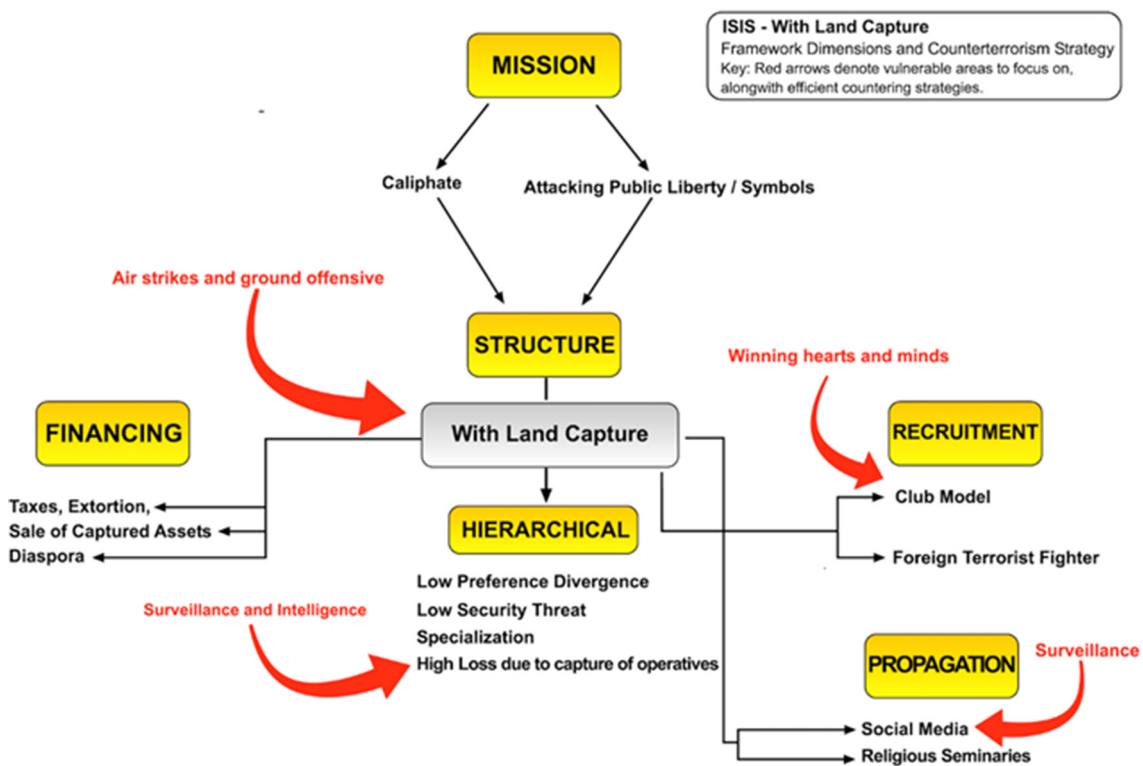 ISIS - With Land Capture
Framework Dimensions and Counterterrorism Strategy
Key: Red arrows denote vulnerable areas to focus on,
alongwith efficient countering strategies.
MISSION
Caliphate
Attacking Public Liberty / Symbols
Air strikes and ground offensive
STRUCTURE
Winning hearts and minds
FINANCING
With Land Capture
RECRUITMENT
Taxes, Extortion,
Sale of Captured Assets
Diaspora
HIERARCHICAL
Club Model
Foreign Terrorist Fighter
Low Preference Divergence
Low Security Threat
Specialization
High Loss due to capture of operatives
Surveillance and Intelligence
PROPAGATION
Surveillance
Social Media
Religious Seminaries